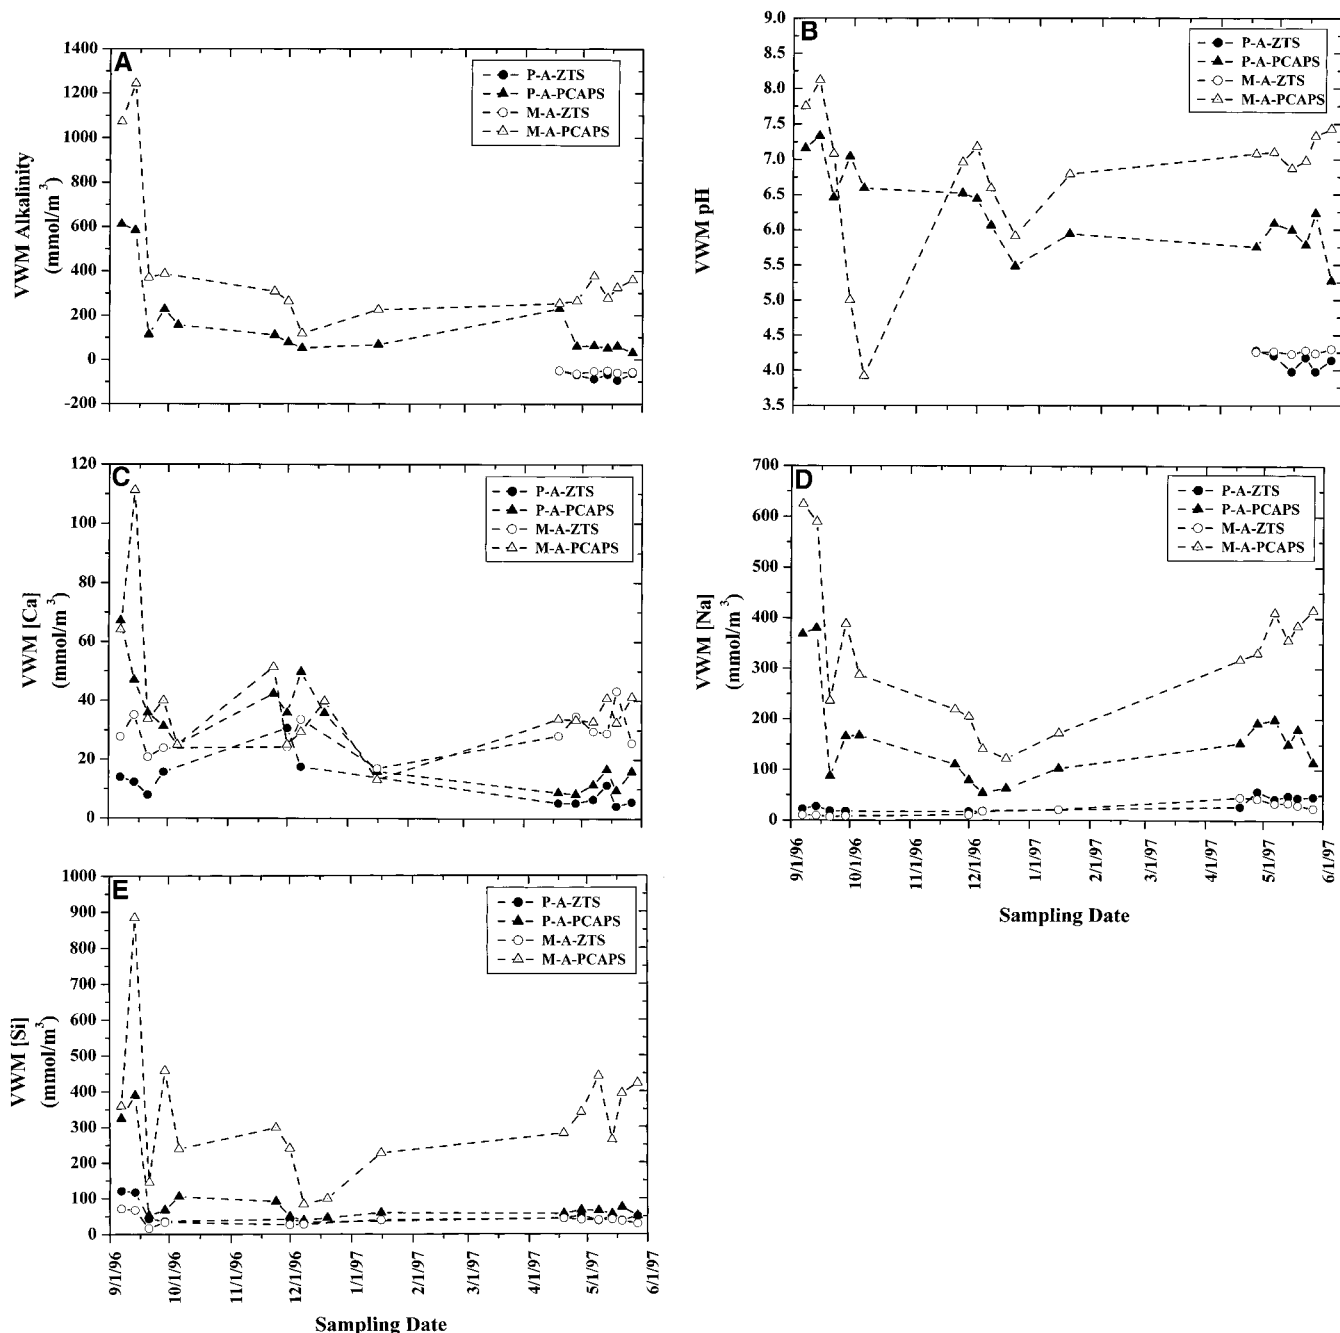 A
1400
1200
1000
800
600
400
200
0
-200
VWM Alkalinity
(mmol/m³)
P-A-ZTS
P-A-PCAPS
M-A-ZTS
M-A-PCAPS
B
9.0
8.5
8.0
7.5
7.0
6.5
6.0
5.5
5.0
4.5
4.0
3.5
VWM pH
P-A-ZTS
P-A-PCAPS
M-A-ZTS
M-A-PCAPS
C
120
100
80
60
40
20
0
VWM [Ca]
(mmol/m³)
P-A-ZTS
P-A-PCAPS
M-A-ZTS
M-A-PCAPS
D
700
600
500
400
300
200
100
0
VWM [Na]
(mmol/m³)
P-A-ZTS
P-A-PCAPS
M-A-ZTS
M-A-PCAPS
9/1/96
10/1/96
11/1/96
12/1/96
1/1/97
2/1/97
3/1/97
4/1/97
5/1/97
6/1/97
Sampling Date
E
1000
900
800
700
600
500
400
300
200
100
0
VWM [Si]
(mmol/m³)
P-A-ZTS
P-A-PCAPS
M-A-ZTS
M-A-PCAPS
9/1/96
10/1/96
11/1/96
12/1/96
1/1/97
2/1/97
3/1/97
4/1/97
5/1/97
6/1/97
Sampling Date